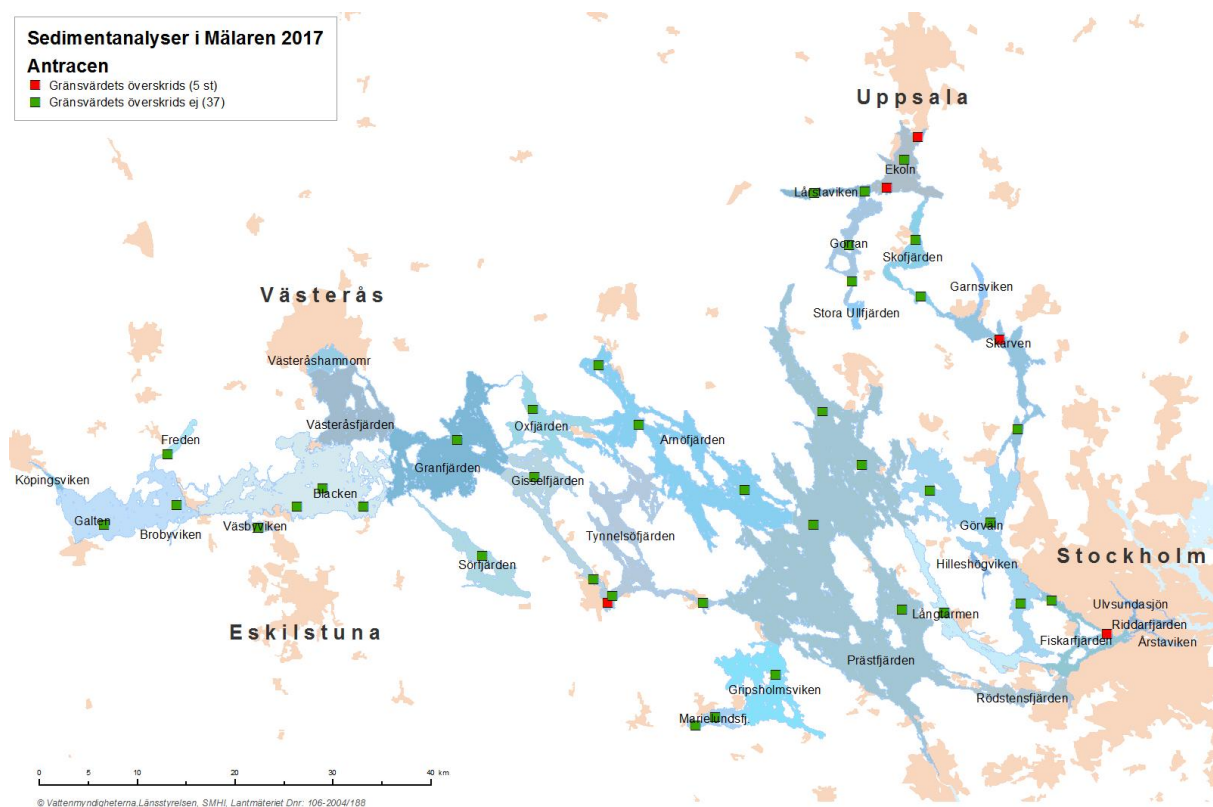 Sedimentanalyser i Mälaren 2017
Antracen
Gränsvärdets överskrids (5 st)
Gränsvärdets överskrids ej (37)
Uppsala
Ekoln
Lårstaviken
Gorran
Skofjärden
Garnsviken
Stora Ullfjärden
Skarven
Västerås
Västeråshamnomr
Västeråsfjärden
Freden
Oxfjärden
Arnöfjärden
Granfjärden
Gisselfjärden
Köpingsviken
Blacken
Galten
Väsbyviken
Brobyviken
Görväln
Tynnelsöfjärden
Stockholm
Hilleshögviken
Sörfjärden
Ulvsundasjön
Långtarmen
Riddarfjärden
Eskilstuna
Fiskarfjärden
Årstaviken
Prästfjärden
Gripsholmsviken
Rödstensfjärden
Marielundsfj.
0 5 10 20 30 40 km
© Vattenmyndigheterna,Länsstyrelsen, SMHI, Lantmäteriet Dnr: 106-2004/188